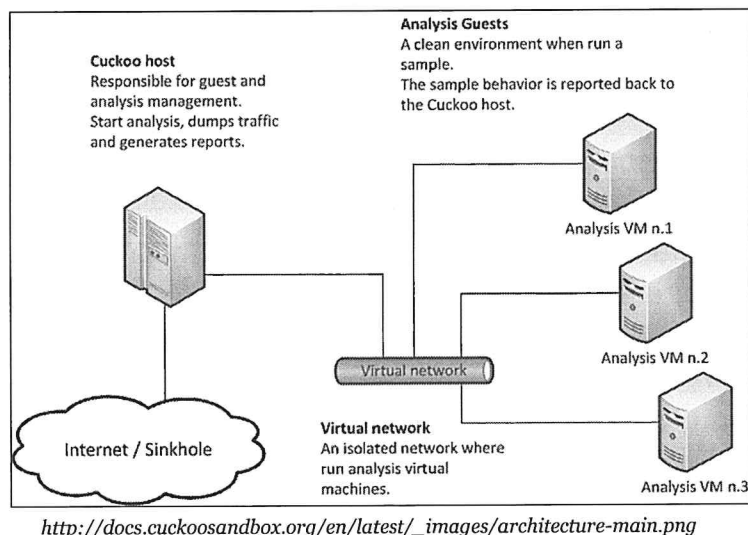 Cuckoo host
Responsible for guest and
analysis management.
Start analysis, dumps traffic
and generates reports.
Analysis Guests
A clean environment when run a
sample.
The sample behavior is reported back to
the Cuckoo host.
Analysis VM n.1
Analysis VM n.2
Virtual network
Internet / Sinkhole
Virtual network
An isolated network where
run analysis virtual
machines.
Analysis VM n.3
http://docs.cuckoosandbox.org/en/latest/_images/architecture-main.png